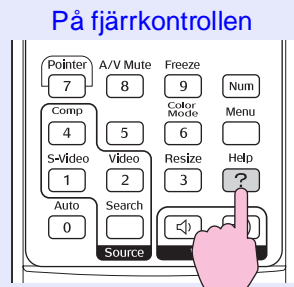 På fjärrkontrollen
Pointer A/V Mute Freeze
7 8 9 Num
Comp Color Mode Menu
4 5 6
S-Video Video Resize Help
1 2 3 ?
Auto Search
0
Source